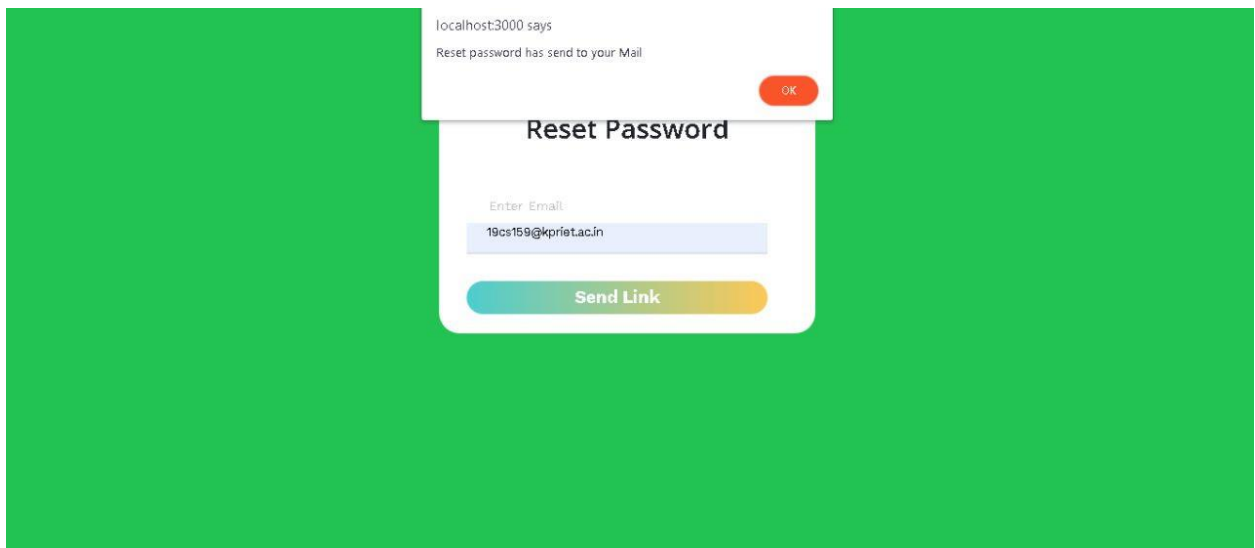 localhost:3000 says
Reset password has send to your Mail
OK
Reset Password
Enter Email
19cs159@kpriet.ac.in
Send Link